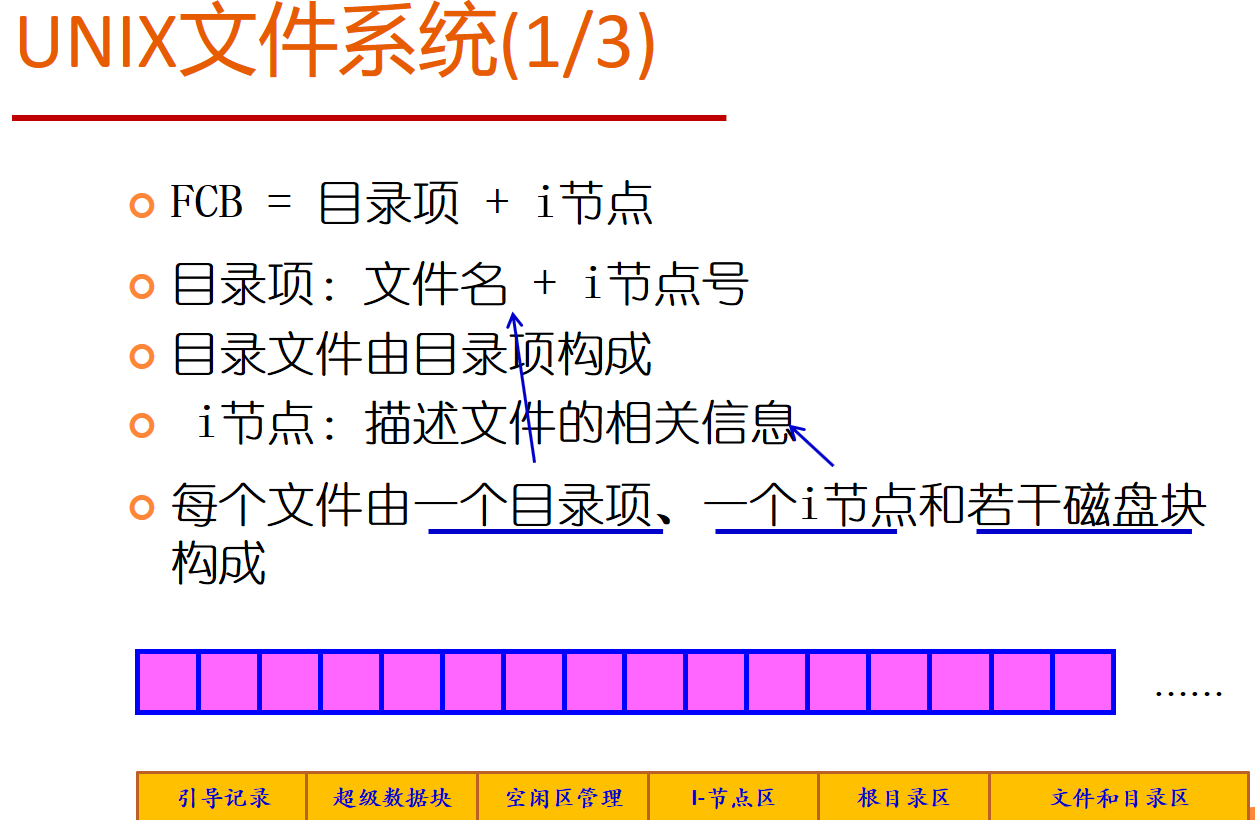 UNIX文件系统(1/3)
FCB = 目录项 + i节点
目录项: 文件名 + i节点号
目录文件由目录项构成
i节点: 描述文件的相关信息
每个文件由一个目录项、一个i节点和若干磁盘块
构成
......
引导记录 超级数据块 空闲区管理 I-节点区 根目录区 文件和目录区